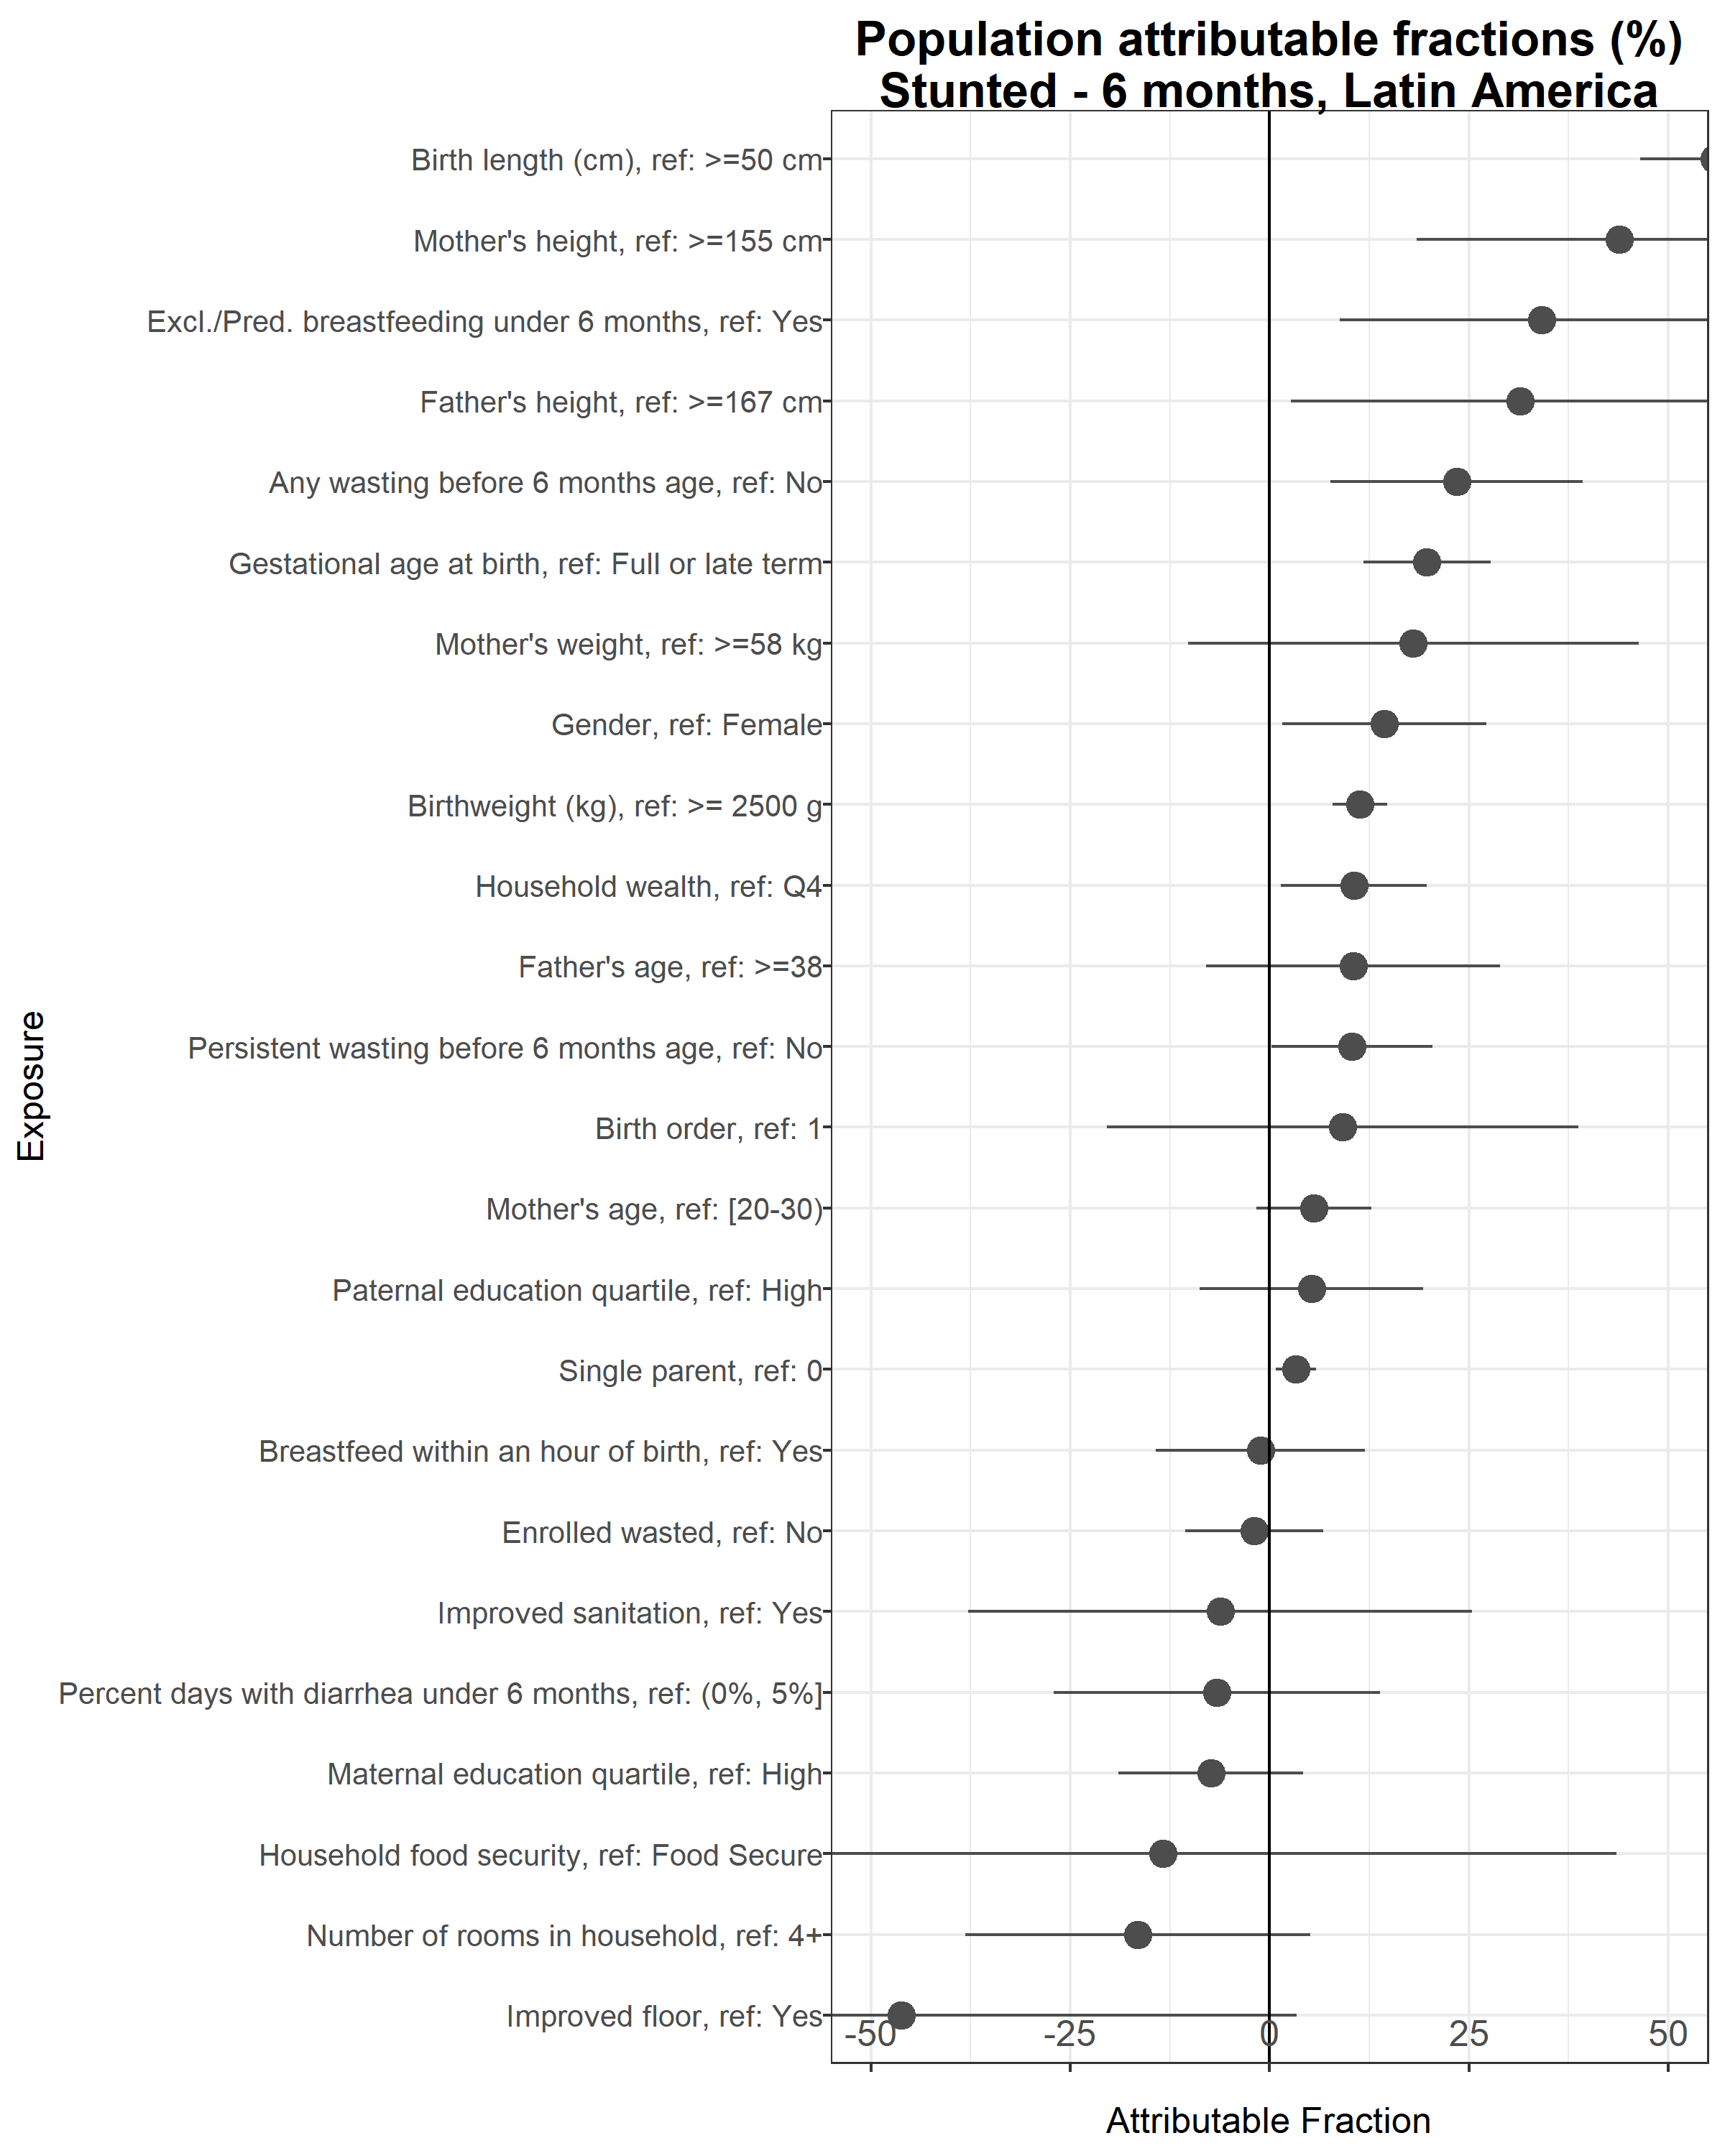 Population attributable fractions (%)
Stunted - 6 months, Latin America
Exposure
Birth length (cm), ref: >=50 cm
Mother's height, ref: >=155 cm
Excl./Pred. breastfeeding under 6 months, ref: Yes
Father's height, ref: >=167 cm
Any wasting before 6 months age, ref: No
Gestational age at birth, ref: Full or late term
Mother's weight, ref: >=58 kg
Gender, ref: Female
Birthweight (kg), ref: >= 2500 g
Household wealth, ref: Q4
Father's age, ref: >=38
Persistent wasting before 6 months age, ref: No
Birth order, ref: 1
Mother's age, ref: [20-30)
Paternal education quartile, ref: High
Single parent, ref: 0
Breastfeed within an hour of birth, ref: Yes
Enrolled wasted, ref: No
Improved sanitation, ref: Yes
Percent days with diarrhea under 6 months, ref: (0%, 5%]
Maternal education quartile, ref: High
Household food security, ref: Food Secure
Number of rooms in household, ref: 4+
Improved floor, ref: Yes
-50 -25 0 25 50
Attributable Fraction